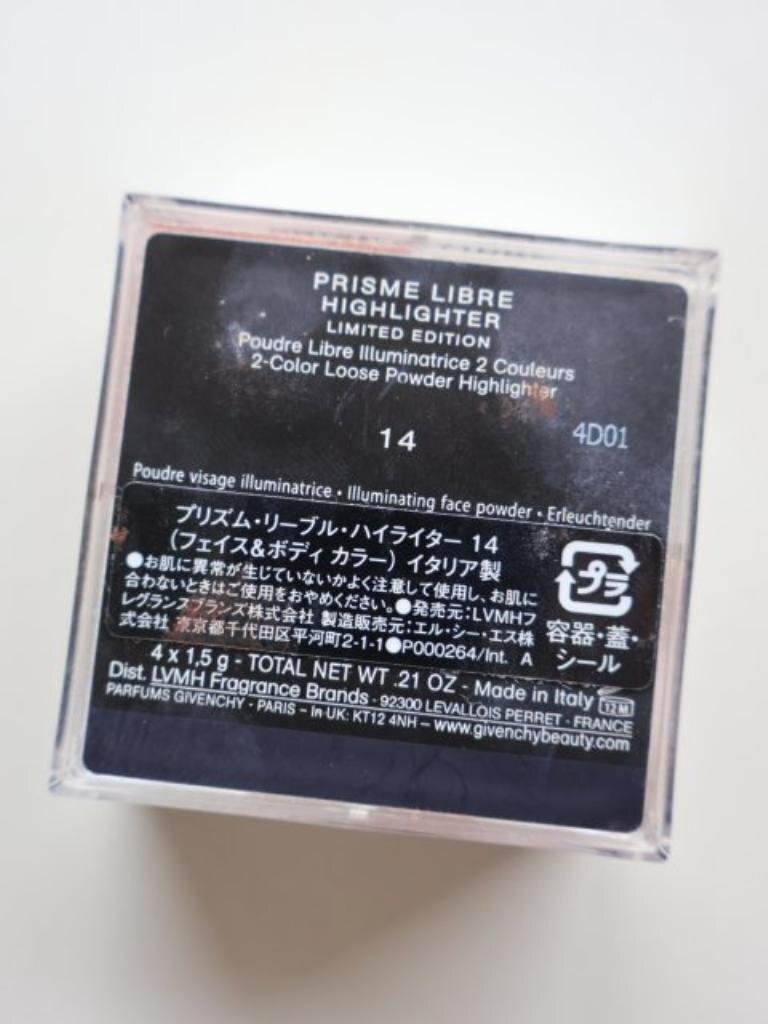 PRISME LIBRE
HIGHLIGHTER
LIMITED EDITION
Poudre Libre Illuminatrice 2 Couleurs
2-Color Loose Powder Highlighter
14
4D01
Poudre visage illuminatrice • Illuminating face powder • Erleuchtender
プリズム・リーブル・ハイライター 14
(フェイス&ボディ カラー) イタリア製
●お肌に異常が生じていないかよく注意して使用し、お肌に
合わないときはご使用をおやめください。●発売元:LVMHフ
レグランスブランズ株式会社 製造販売元:エル・シー・エス株
式会社 東京都千代田区平河町2-1-1●P000264/Int. A
プラ
容器・蓋・
シール
4 x 1,5 g - TOTAL NET WT .21 OZ - Made in Italy 12 M
Dist. LVMH Fragrance Brands - 92300 LEVALLOIS PERRET - FRANCE
PARFUMS GIVENCHY - PARIS – In UK: KT12 4NH – www.givenchybeauty.com